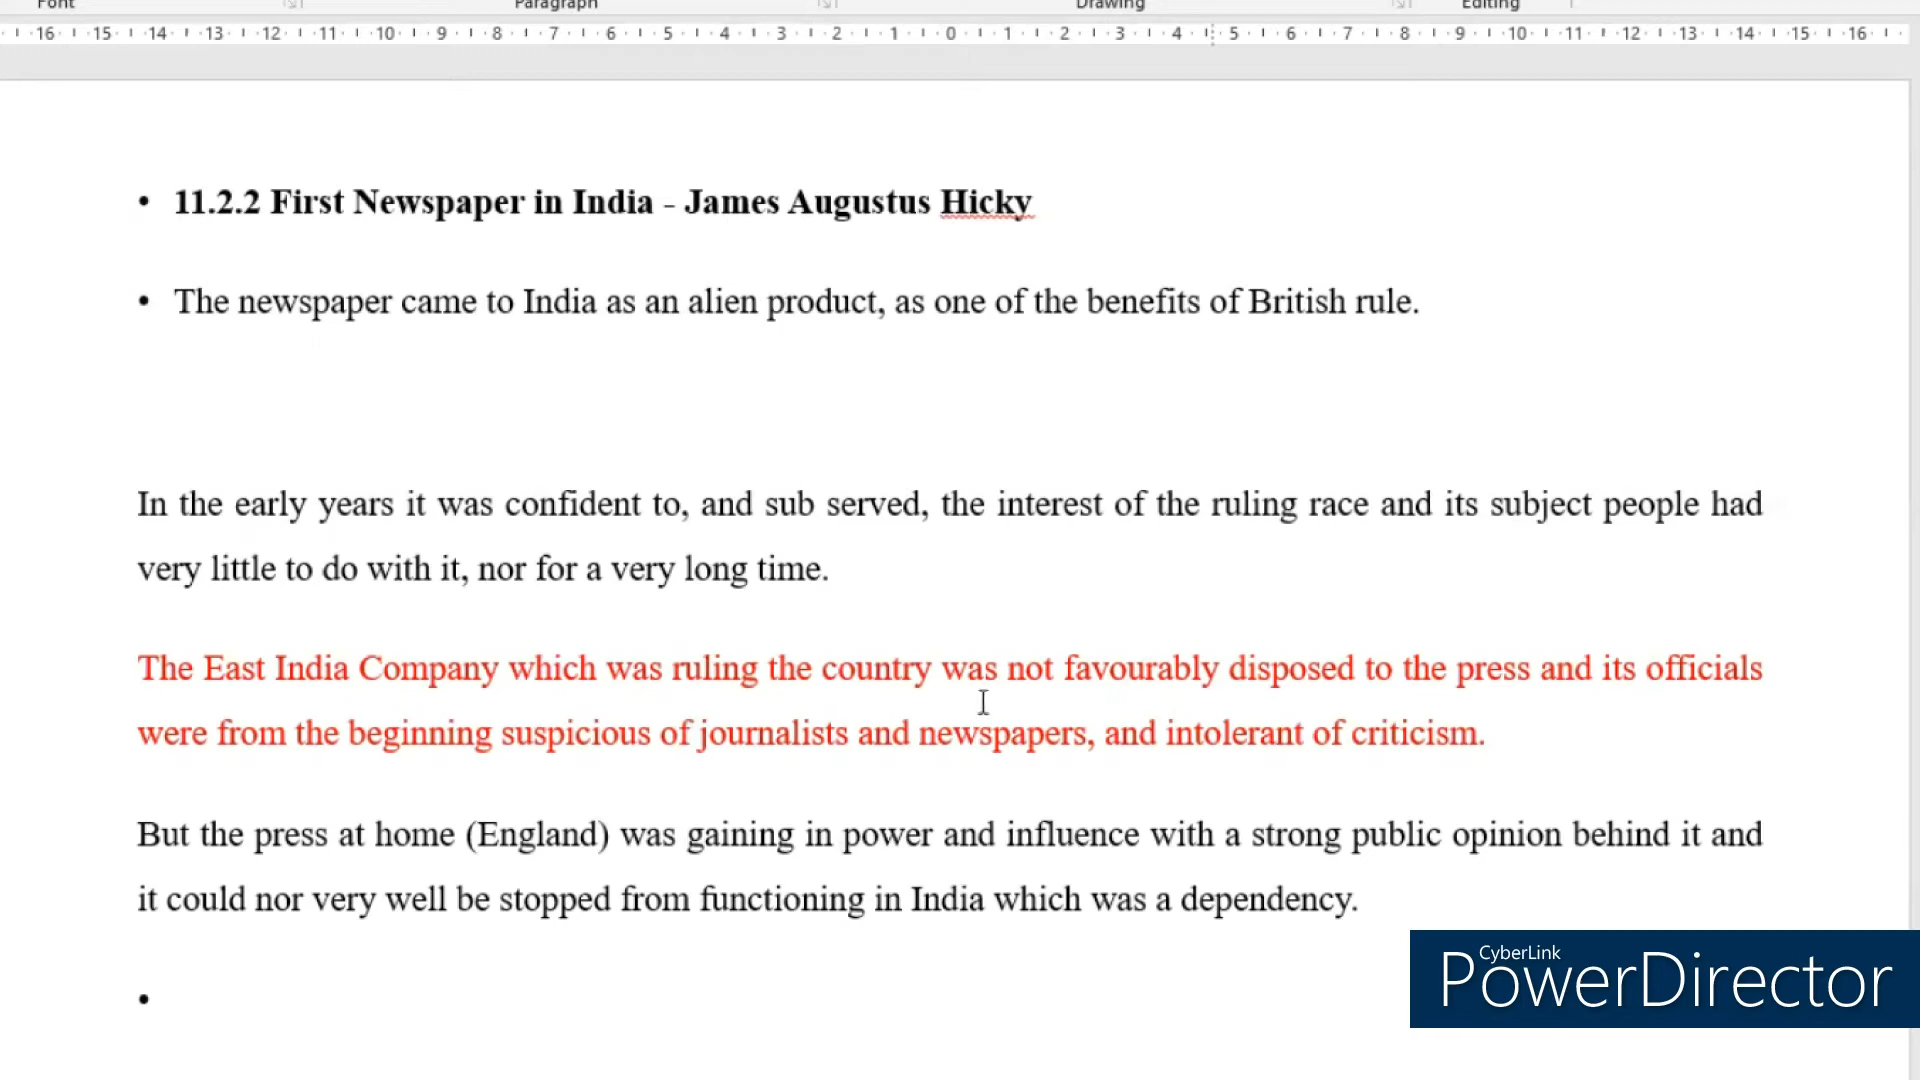 Font Paragraph Drawing Editing
16 15 14 13 12 11 10 9 8 7 6 5 4 3 2 1 0 1 2 3 4 5 6 7 8 9 10 11 12 13 14 15 16
• 11.2.2 First Newspaper in India - James Augustus Hicky
• The newspaper came to India as an alien product, as one of the benefits of British rule.
In the early years it was confident to, and sub served, the interest of the ruling race and its subject people had
very little to do with it, nor for a very long time.
The East India Company which was ruling the country was not favourably disposed to the press and its officials
were from the beginning suspicious of journalists and newspapers, and intolerant of criticism.
But the press at home (England) was gaining in power and influence with a strong public opinion behind it and
it could nor very well be stopped from functioning in India which was a dependency.
•
CyberLink
PowerDirector